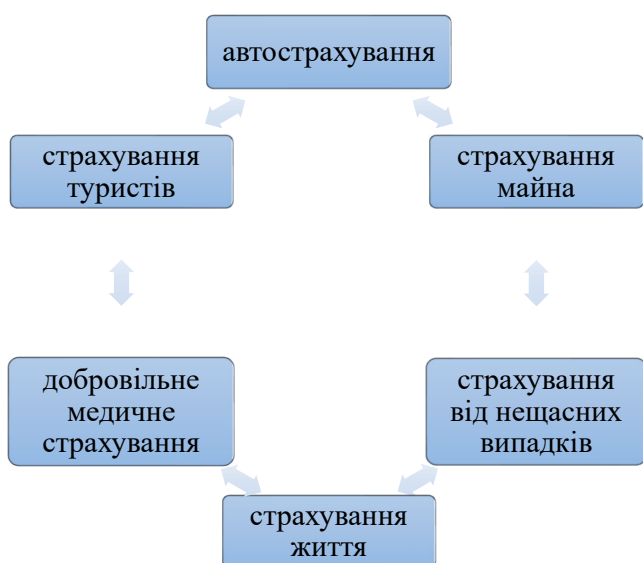 автострахування
страхування
туристів
страхування
майна
добровільне
медичне
страхування
страхування
від нещасних
випадків
страхування
життя